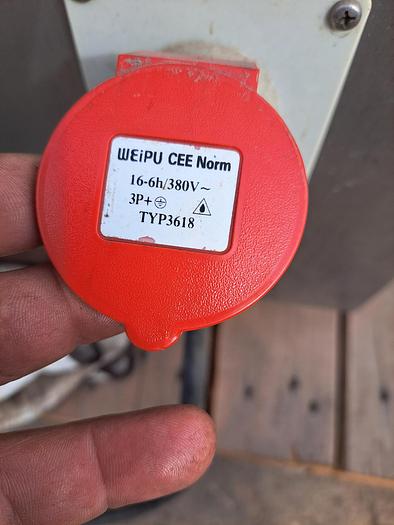 WEiPU CEE Norm
16-6h/380V~
3P+⏚
TYP3618